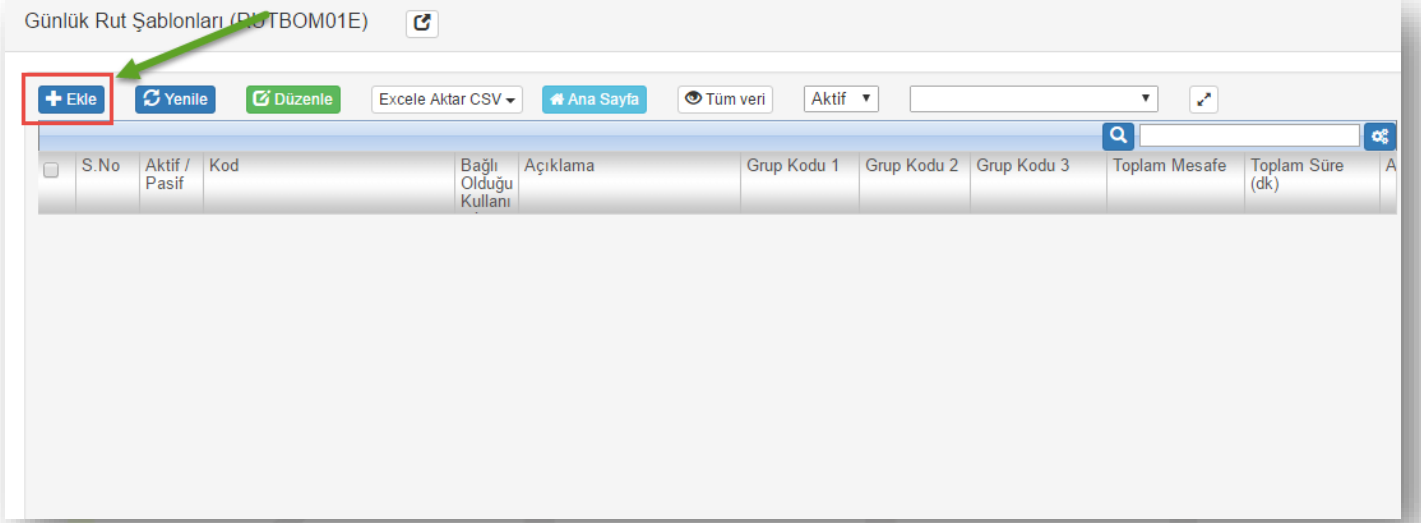 Günlük Rut Şablonları (RUTBOM01E)
Ekle Yenile Düzenle Excele Aktar CSV Ana Sayfa Tüm veri Aktif
S.No Aktif / Kod Bağlı Açıklama Grup Kodu 1 Grup Kodu 2 Grup Kodu 3 Toplam Mesafe Toplam Süre A
Pasif Olduğu (dk)
Kullanı